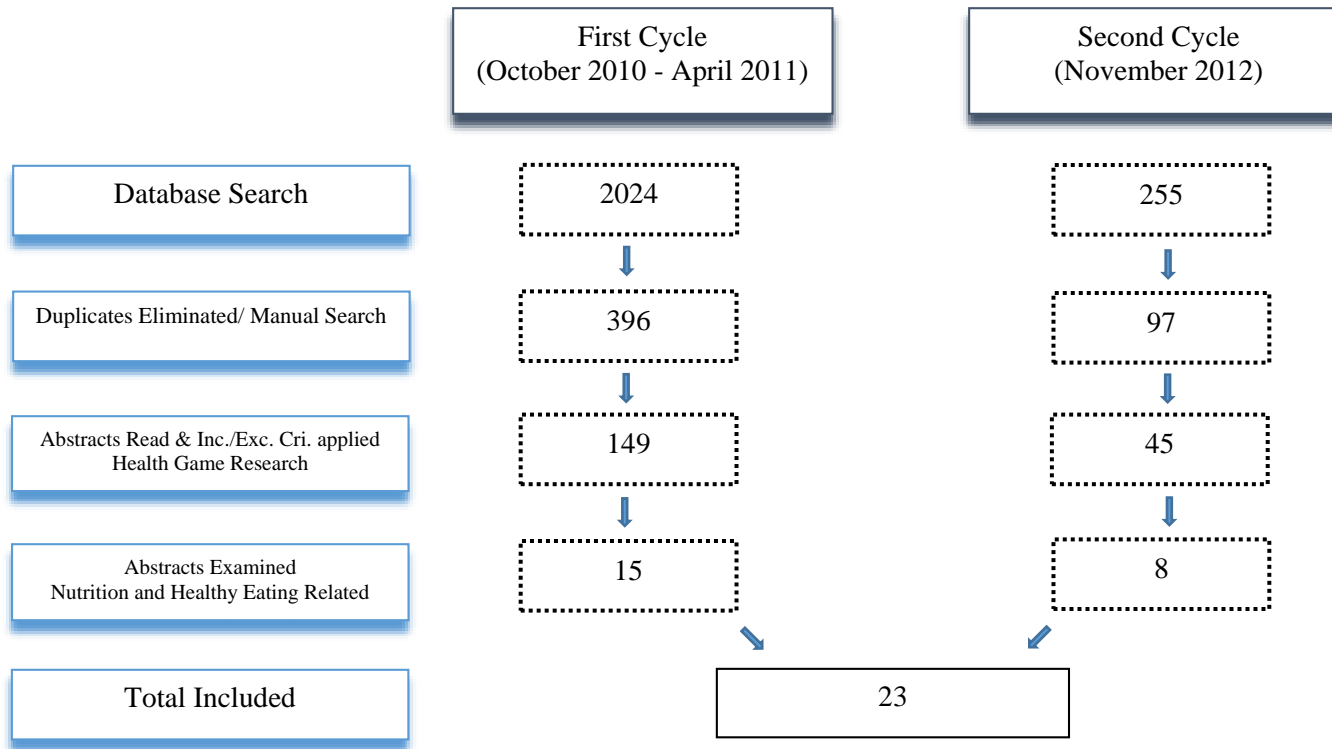 First Cycle
(October 2010 - April 2011)
Second Cycle
(November 2012)
Database Search
2024
255
Duplicates Eliminated/ Manual Search
396
97
Abstracts Read & Inc./Exc. Cri. applied
Health Game Research
149
45
Abstracts Examined
Nutrition and Healthy Eating Related
15
8
Total Included
23